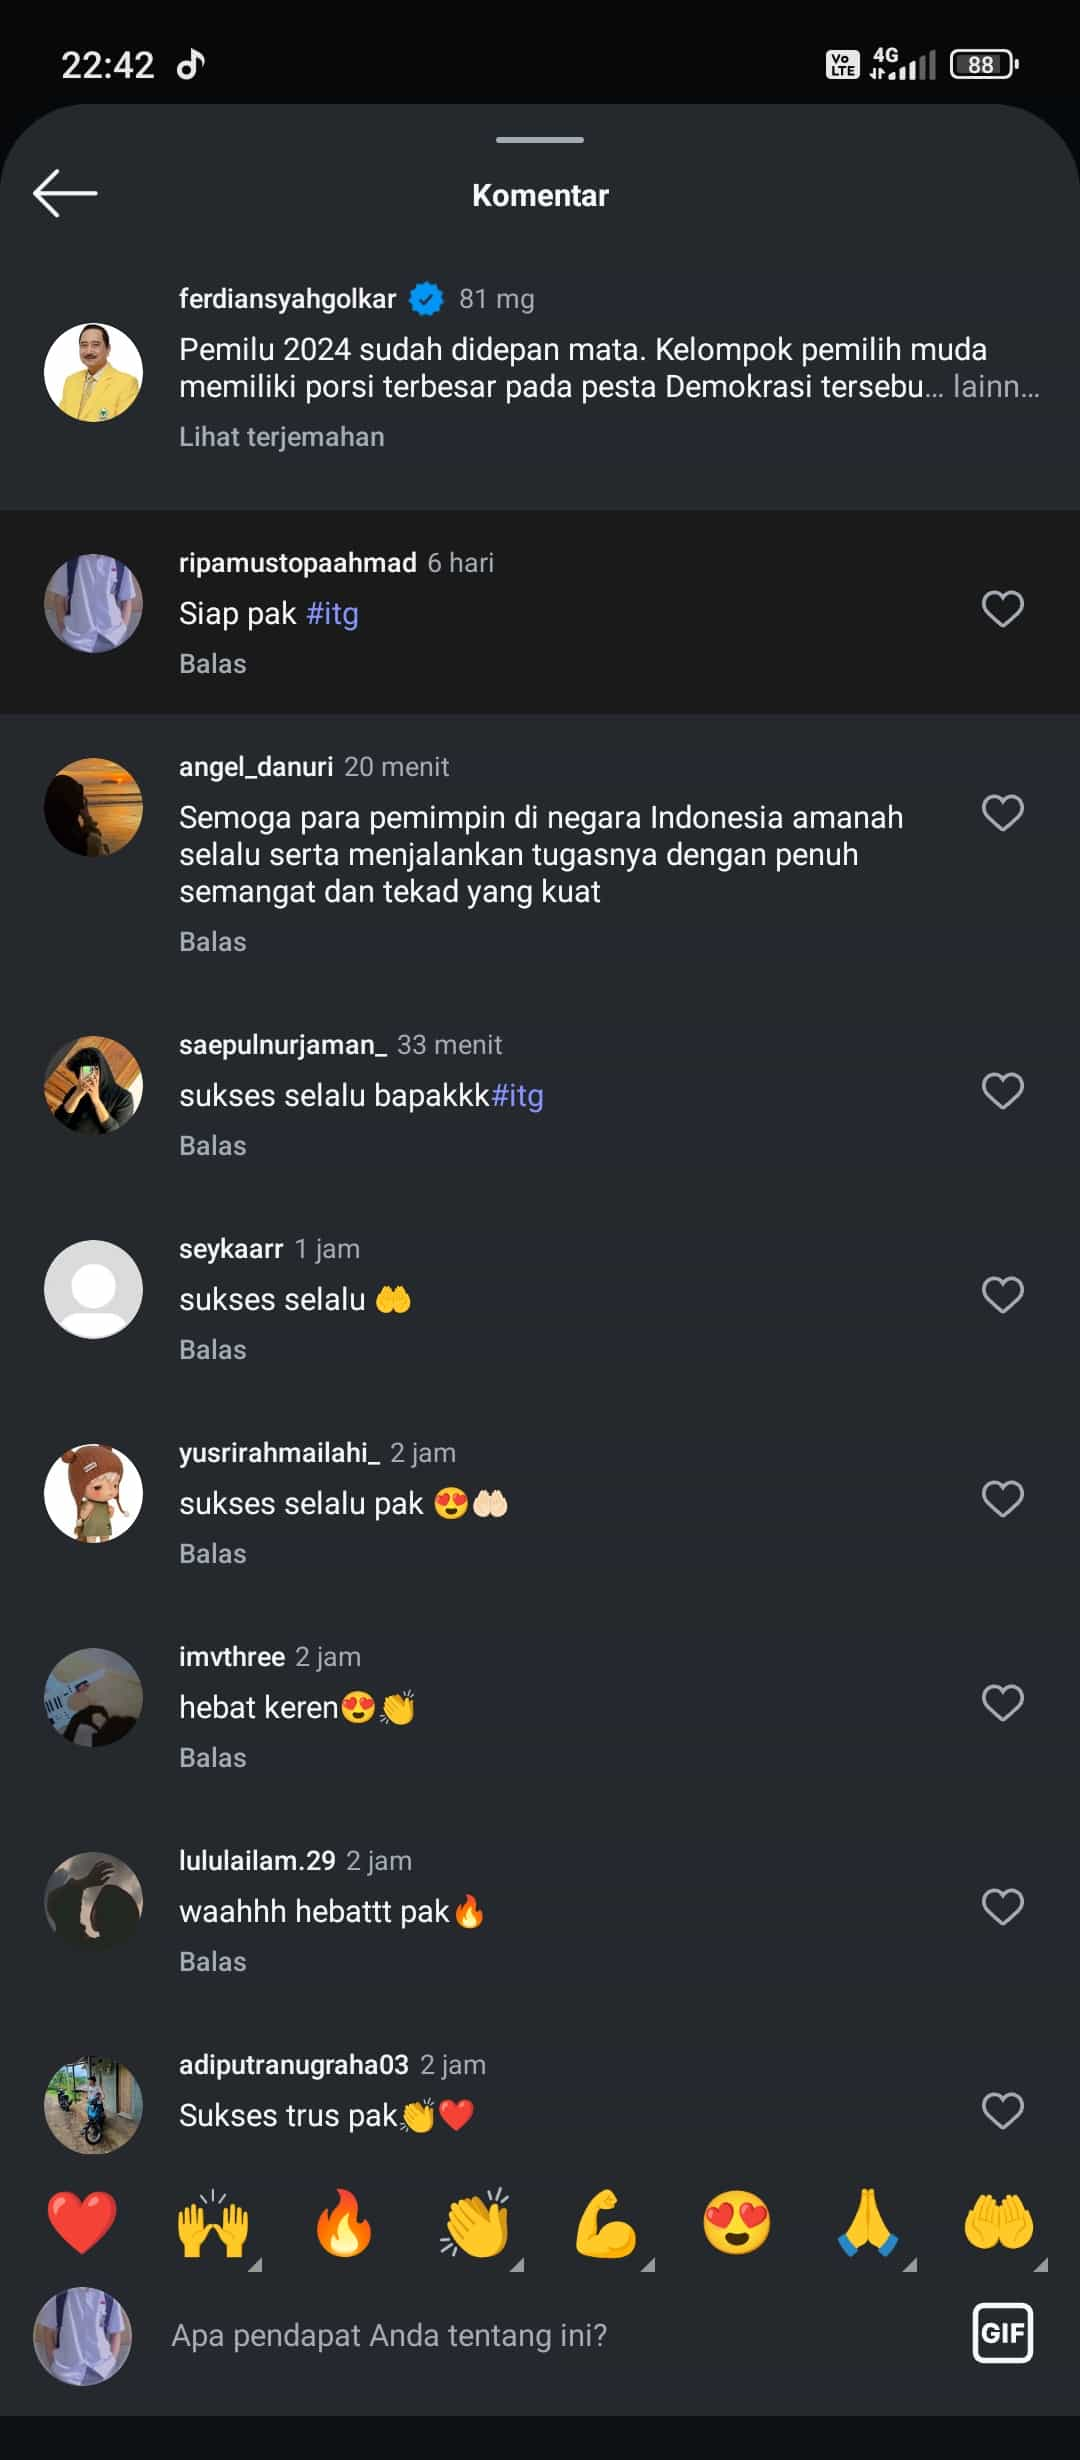 22:42
Vo LTE 4G 88
Komentar
ferdiansyahgolkar 81 mg
Pemilu 2024 sudah didepan mata. Kelompok pemilih muda
memiliki porsi terbesar pada pesta Demokrasi tersebu... lainn...
Lihat terjemahan
ripamustopaahmad 6 hari
Siap pak #itg
Balas
angel_danuri 20 menit
Semoga para pemimpin di negara Indonesia amanah
selalu serta menjalankan tugasnya dengan penuh
semangat dan tekad yang kuat
Balas
saepulnurjaman_ 33 menit
sukses selalu bapakkk#itg
Balas
seykaarr 1 jam
sukses selalu 🤲
Balas
yusrirahmailahi_ 2 jam
sukses selalu pak 😍🤲🏻
Balas
imvthree 2 jam
hebat keren😍👏
Balas
lululailam.29 2 jam
waahhh hebattt pak🔥
Balas
adiputranugraha03 2 jam
Sukses trus pak👏❤️
❤️🙌🔥👏💪😍🙏🤲
Apa pendapat Anda tentang ini?
GIF